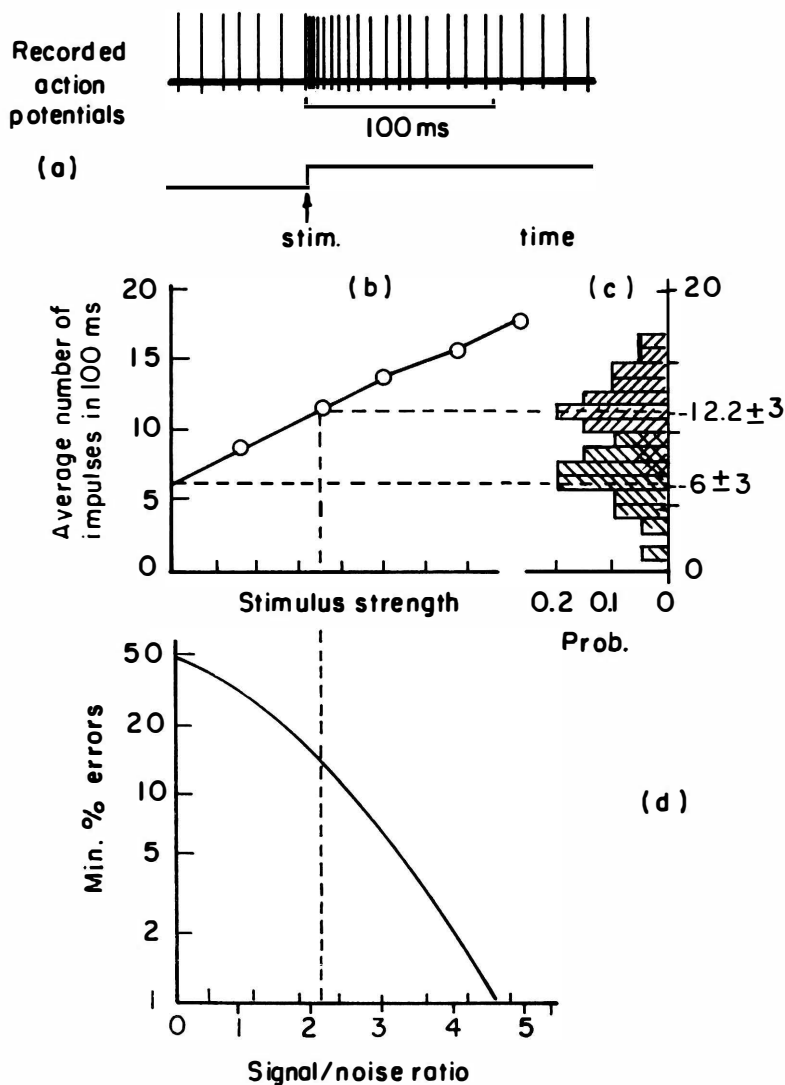 Recorded
action
potentials
100 ms
(a)
stim.
time
(b)
(c)
Average number of
impulses in 100 ms
20
15
10
5
0
20
-12.2±3
-6±3
0
Stimulus strength
0.2 0.1 0
Prob.
(d)
Min. % errors
50
20
10
5
2
1
0 1 2 3 4 5
Signal/noise ratio